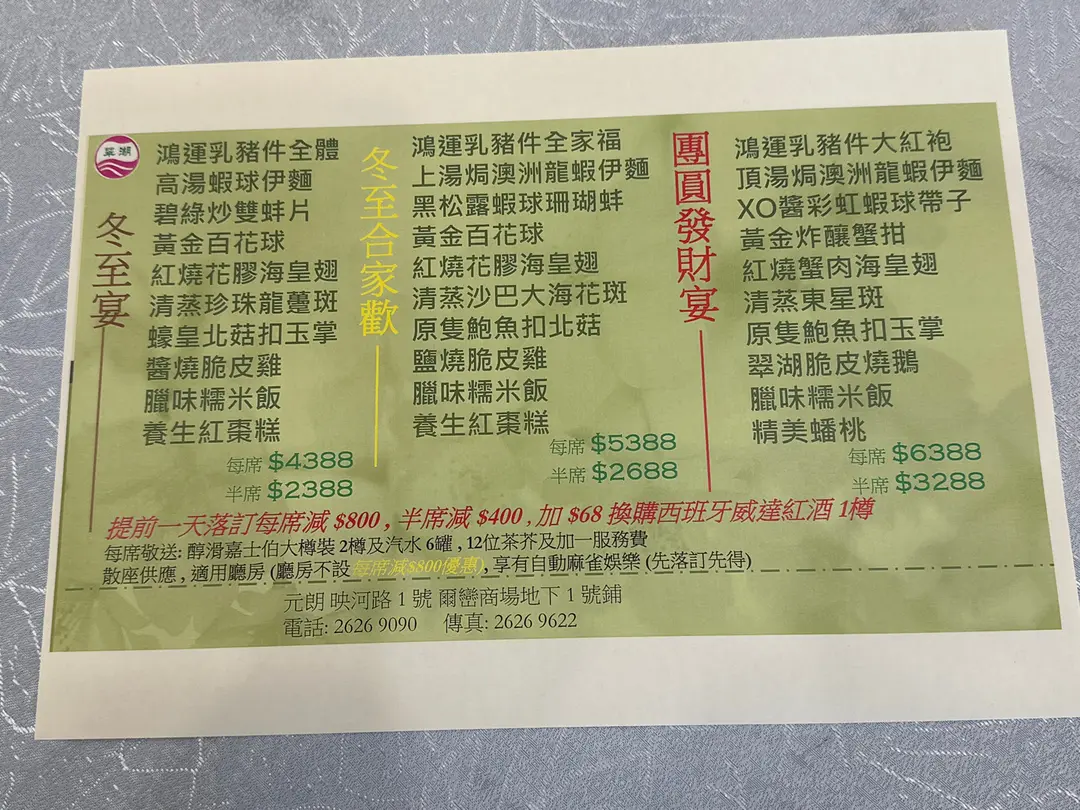 翠湖
冬至宴
鴻運乳豬件全體
高湯蝦球伊麵
碧綠炒雙蚌片
黃金百花球
紅燒花膠海皇翅
清蒸珍珠龍躉斑
蠔皇北菇扣玉掌
醬燒脆皮雞
臘味糯米飯
養生紅棗糕
每席 $4388
半席 $2388
冬至合家歡
鴻運乳豬件全家福
上湯焗澳洲龍蝦伊麵
黑松露蝦球珊瑚蚌
黃金百花球
紅燒花膠海皇翅
清蒸沙巴大海花斑
原隻鮑魚扣北菇
鹽燒脆皮雞
臘味糯米飯
養生紅棗糕
每席 $5388
半席 $2688
團圓發財宴
鴻運乳豬件大紅袍
頂湯焗澳洲龍蝦伊麵
XO醬彩虹蝦球帶子
黃金炸釀蟹拑
紅燒蟹肉海皇翅
清蒸東星斑
原隻鮑魚扣玉掌
翠湖脆皮燒鵝
臘味糯米飯
精美蟠桃
每席 $6388
半席 $3288
提前一天落訂每席減 $800 , 半席減 $400 , 加 $68 換購西班牙威達紅酒 1樽
每席敬送: 醇滑嘉士伯大樽裝 2樽及汽水 6罐 , 12位茶芥及加一服務費
散座供應 , 適用廳房 (廳房不設每席減$800優惠) , 享有自動麻雀娛樂 (先落訂先得)
元朗 映河路 1 號 爾巒商場地下 1 號鋪
電話: 2626 9090 傳真: 2626 9622